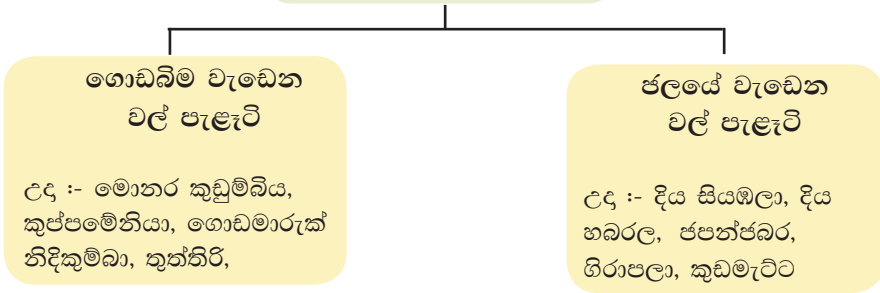 ගොඩබිම වැඩෙන
වල් පැළෑටි
උදා :- මොනර කුඩුම්බිය,
කුප්පමේනියා, ගොඩමාරුක්
නිදිකුම්බා, තුත්තිරි,
ජලයේ වැඩෙන
වල් පැළෑටි
උදා :- දිය සියඹලා, දිය
හබරල, ජපන්ජබර,
ගිරාපලා, කුඩමැට්ට